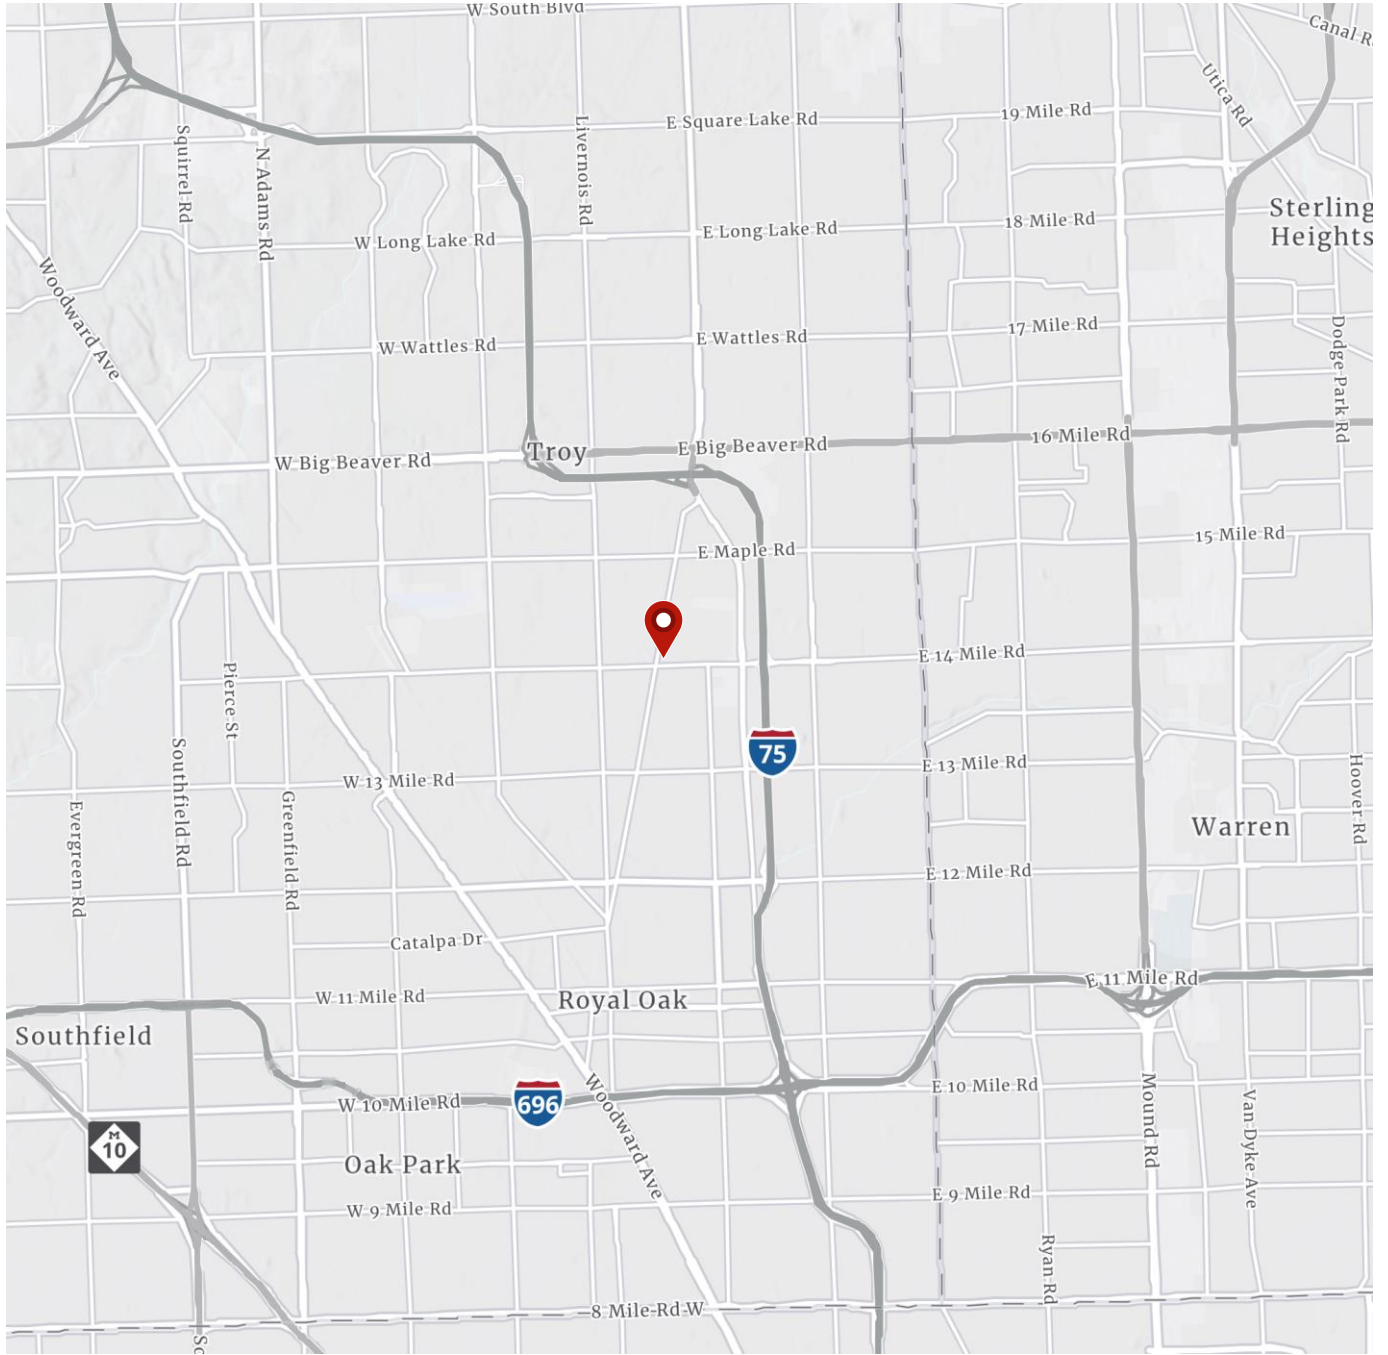 W South Blvd
Canal R
Utica Rd
E Square Lake Rd
19 Mile Rd
Squirrel Rd
N Adams Rd
Livernois Rd
Sterling
Heights
W Long Lake Rd
E Long Lake Rd
18 Mile Rd
Woodward Ave
W Wattles Rd
E Wattles Rd
17 Mile Rd
Dodge Park Rd
Troy
W Big Beaver Rd
E Big Beaver Rd
16 Mile Rd
E Maple Rd
15 Mile Rd
E 14 Mile Rd
Pierce St
Southfield Rd
75
W 13 Mile Rd
E 13 Mile Rd
Hoover Rd
Evergreen Rd
Greenfield Rd
Warren
E 12 Mile Rd
Catalpa Dr
W 11 Mile Rd
Royal Oak
E 11 Mile Rd
Southfield
W 10 Mile Rd
696
Woodward Ave
E 10 Mile Rd
Mound Rd
Van Dyke Ave
M
10
Oak Park
W 9 Mile Rd
E 9 Mile Rd
Ryan Rd
8 Mile Rd W
So